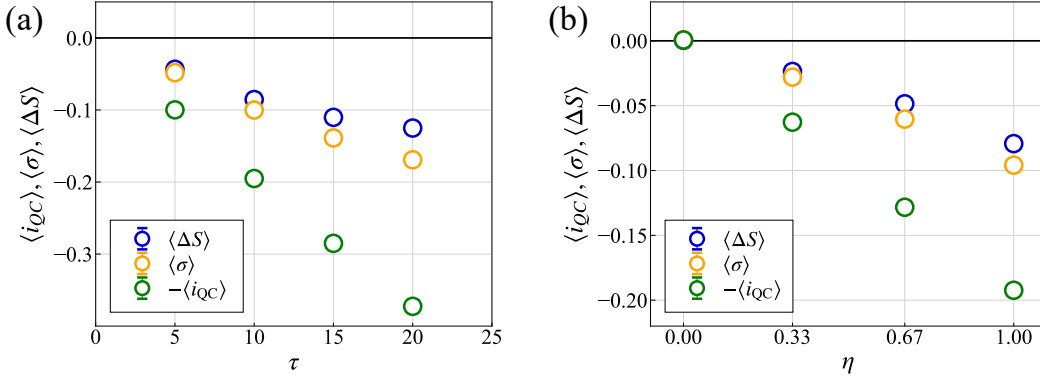 (a)
⟨i_QC⟩, ⟨σ⟩, ⟨ΔS⟩
0.0
−0.1
−0.2
−0.3
⟨ΔS⟩
⟨σ⟩
−⟨i_QC⟩
0 5 10 15 20 25
τ
(b)
⟨i_QC⟩, ⟨σ⟩, ⟨ΔS⟩
0.00
−0.05
−0.10
−0.15
−0.20
⟨ΔS⟩
⟨σ⟩
−⟨i_QC⟩
0.00 0.33 0.67 1.00
η